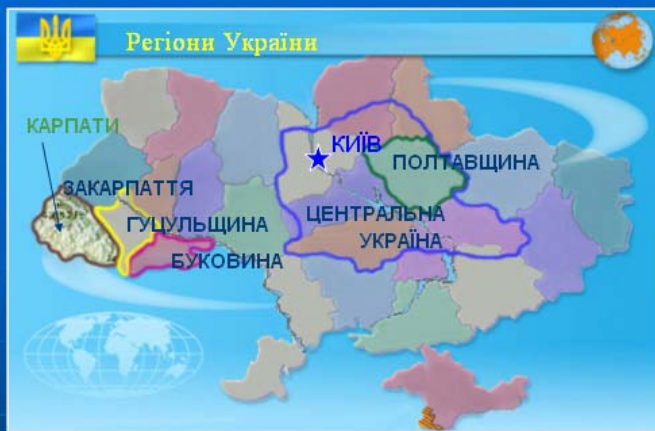 Регіони України
КАРПАТИ
КИЇВ
ПОЛТАВЩИНА
ЗАКАРПАТТЯ
ГУЦУЛЬЩИНА
ЦЕНТРАЛЬНА
УКРАЇНА
БУКОВИНА